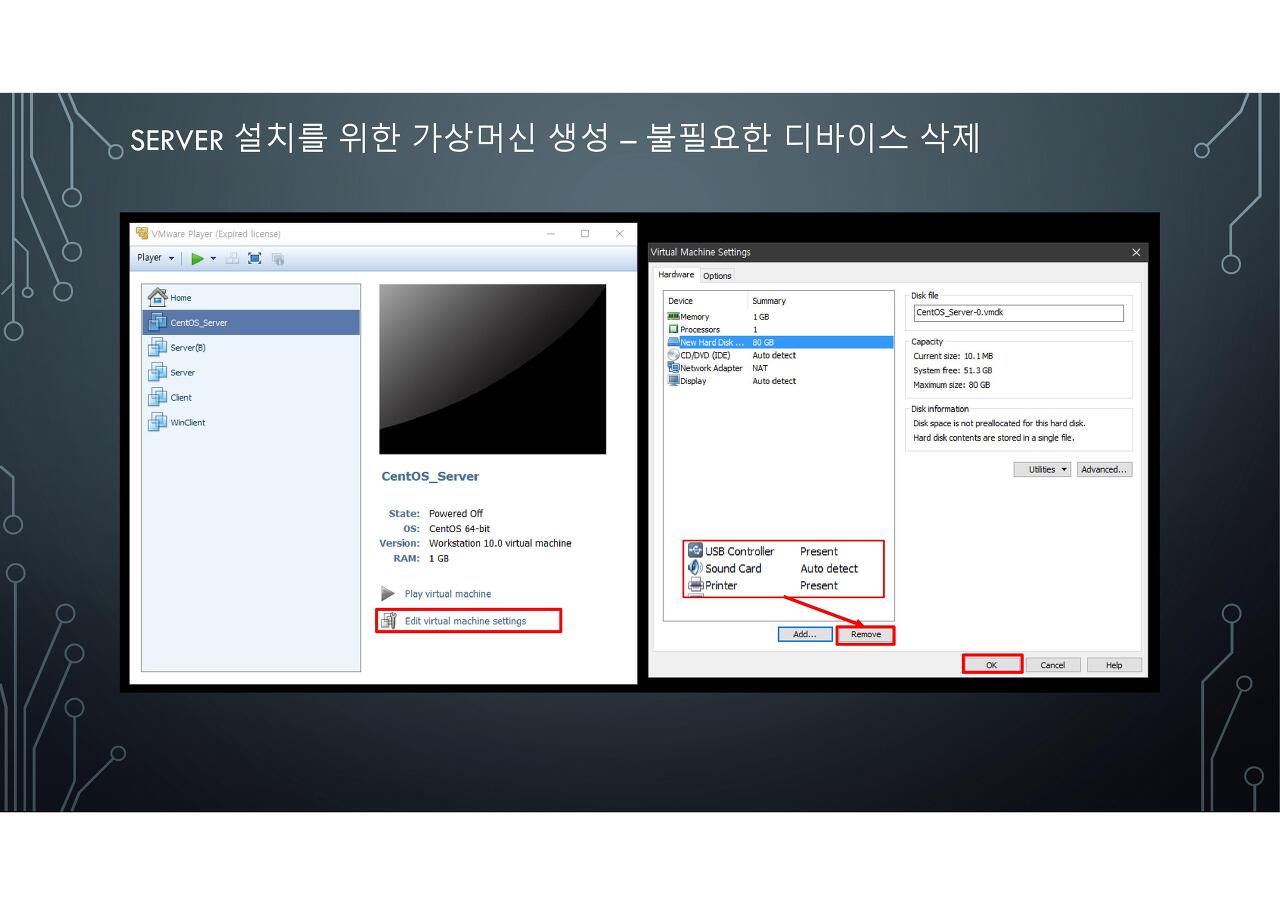 SERVER 설치를 위한 가상머신 생성 – 불필요한 디바이스 삭제
VMware Player (Expired license)
Player
Home
CentOS_Server
Server(B)
Server
Client
WinClient
CentOS_Server
State: Powered Off
OS: CentOS 64-bit
Version: Workstation 10.0 virtual machine
RAM: 1 GB
Play virtual machine
Edit virtual machine settings
Virtual Machine Settings
Hardware Options
Device Summary
Memory 1 GB
Processors 1
New Hard Disk ... 80 GB
CD/DVD (IDE) Auto detect
Network Adapter NAT
Display Auto detect
USB Controller Present
Sound Card Auto detect
Printer Present
Add... Remove
Disk file
CentOS_Server-0.vmdk
Capacity
Current size: 10.1 MB
System free: 51.3 GB
Maximum size: 80 GB
Disk information
Disk space is not preallocated for this hard disk.
Hard disk contents are stored in a single file.
Utilities Advanced...
OK Cancel Help